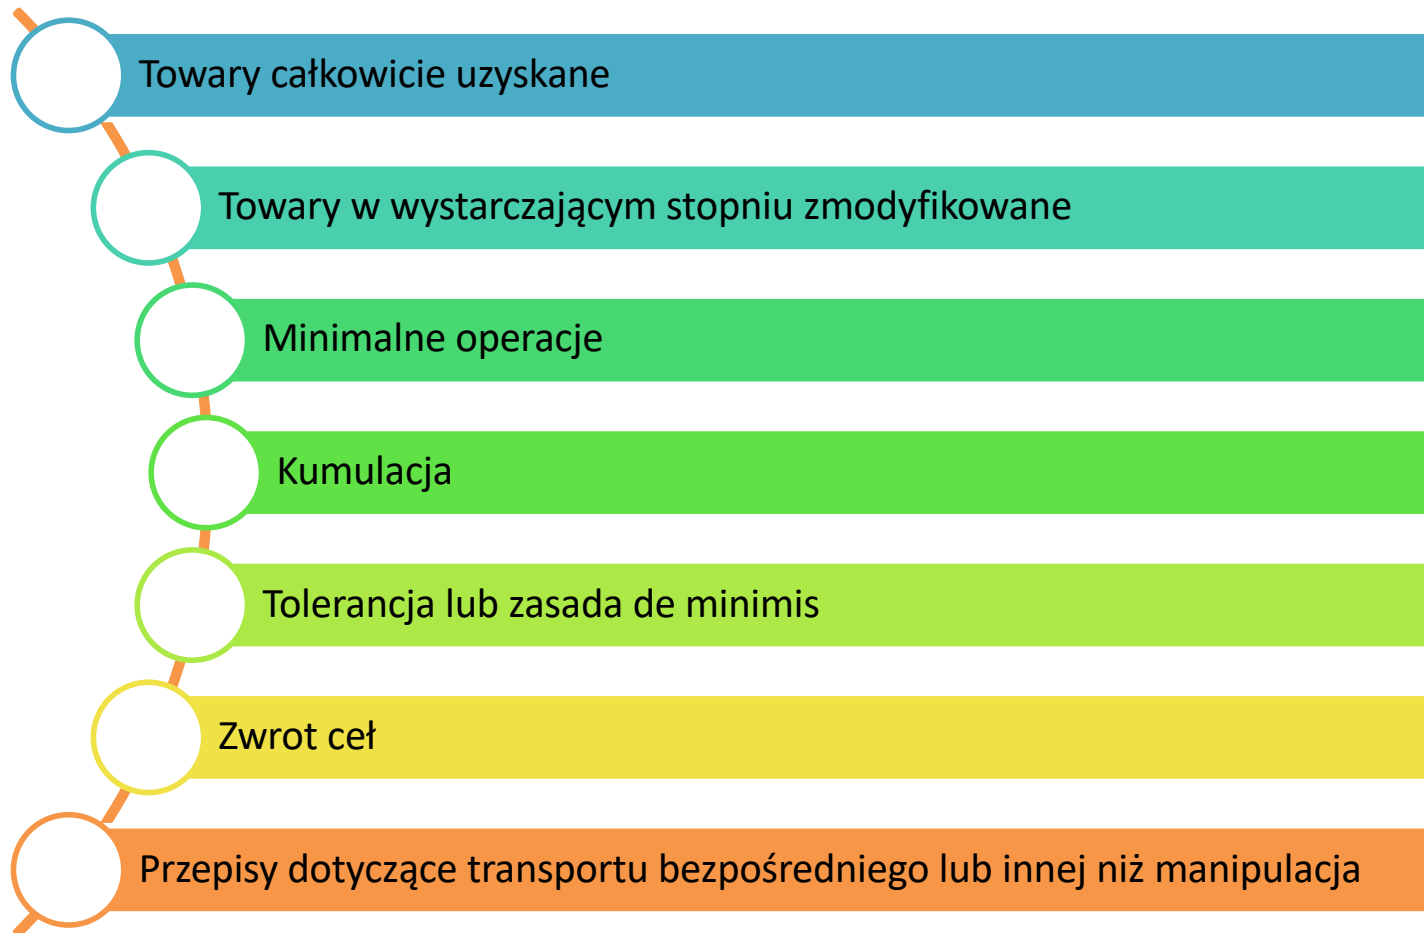 Towary całkowicie uzyskane
Towary w wystarczającym stopniu zmodyfikowane
Minimalne operacje
Kumulacja
Tolerancja lub zasada de minimis
Zwrot ceł
Przepisy dotyczące transportu bezpośredniego lub innej niż manipulacja